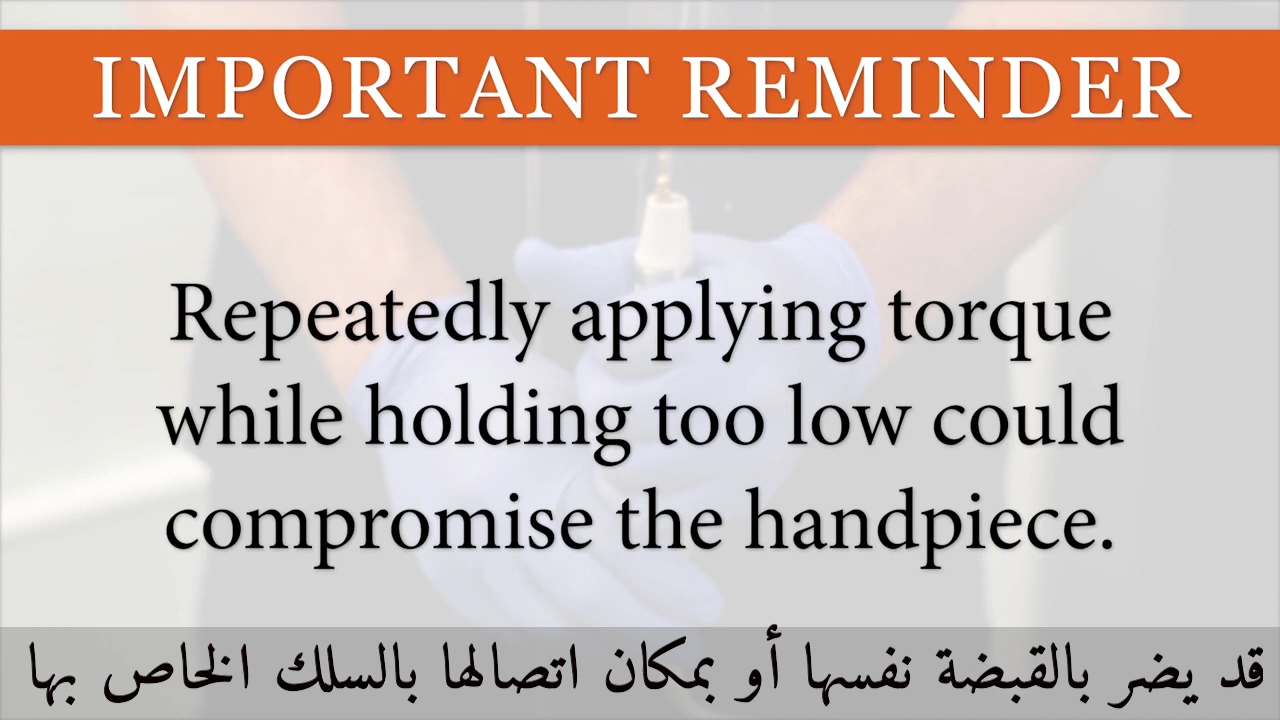 IMPORTANT REMINDER
Repeatedly applying torque
while holding too low could
compromise the handpiece.
قد يضر بالقبضة نفسها أو بمكان اتصالها بالسلك الخاص بها